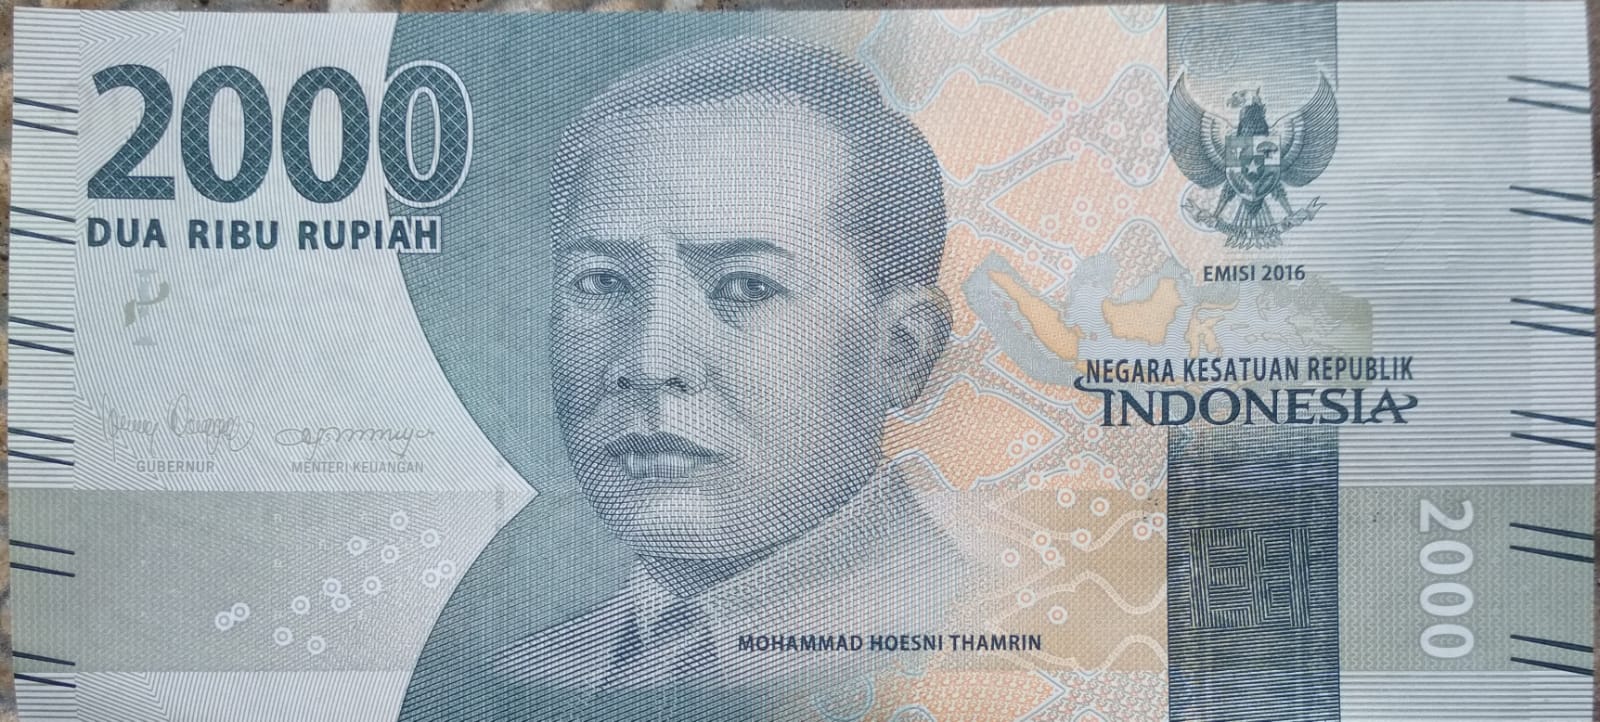 2000
DUA RIBU RUPIAH
EMISI 2016
NEGARA KESATUAN REPUBLIK
INDONESIA
GUBERNUR
MENTERI KEUANGAN
2000
MOHAMMAD HOESNI THAMRIN